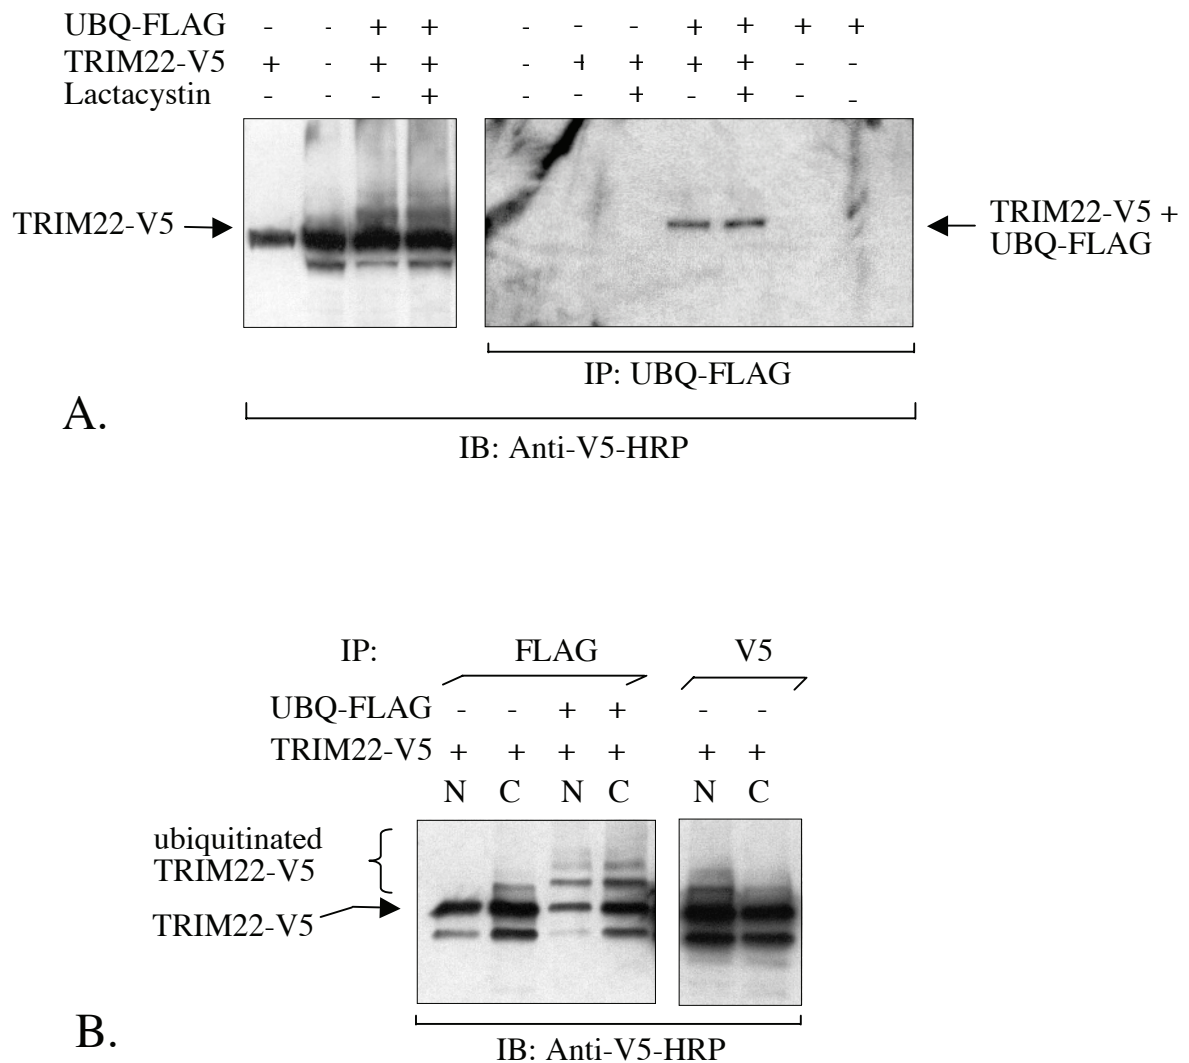 UBQ-FLAG - - + + - - - + + + +
TRIM22-V5 + - + + - + + + + - -
Lactacystin - - - + - - + - + - -
TRIM22-V5
TRIM22-V5 +
UBQ-FLAG
IP: UBQ-FLAG
A.
IB: Anti-V5-HRP
IP: FLAG V5
UBQ-FLAG - - + + - -
TRIM22-V5 + + + + + +
N C N C N C
ubiquitinated
TRIM22-V5
TRIM22-V5
B.
IB: Anti-V5-HRP